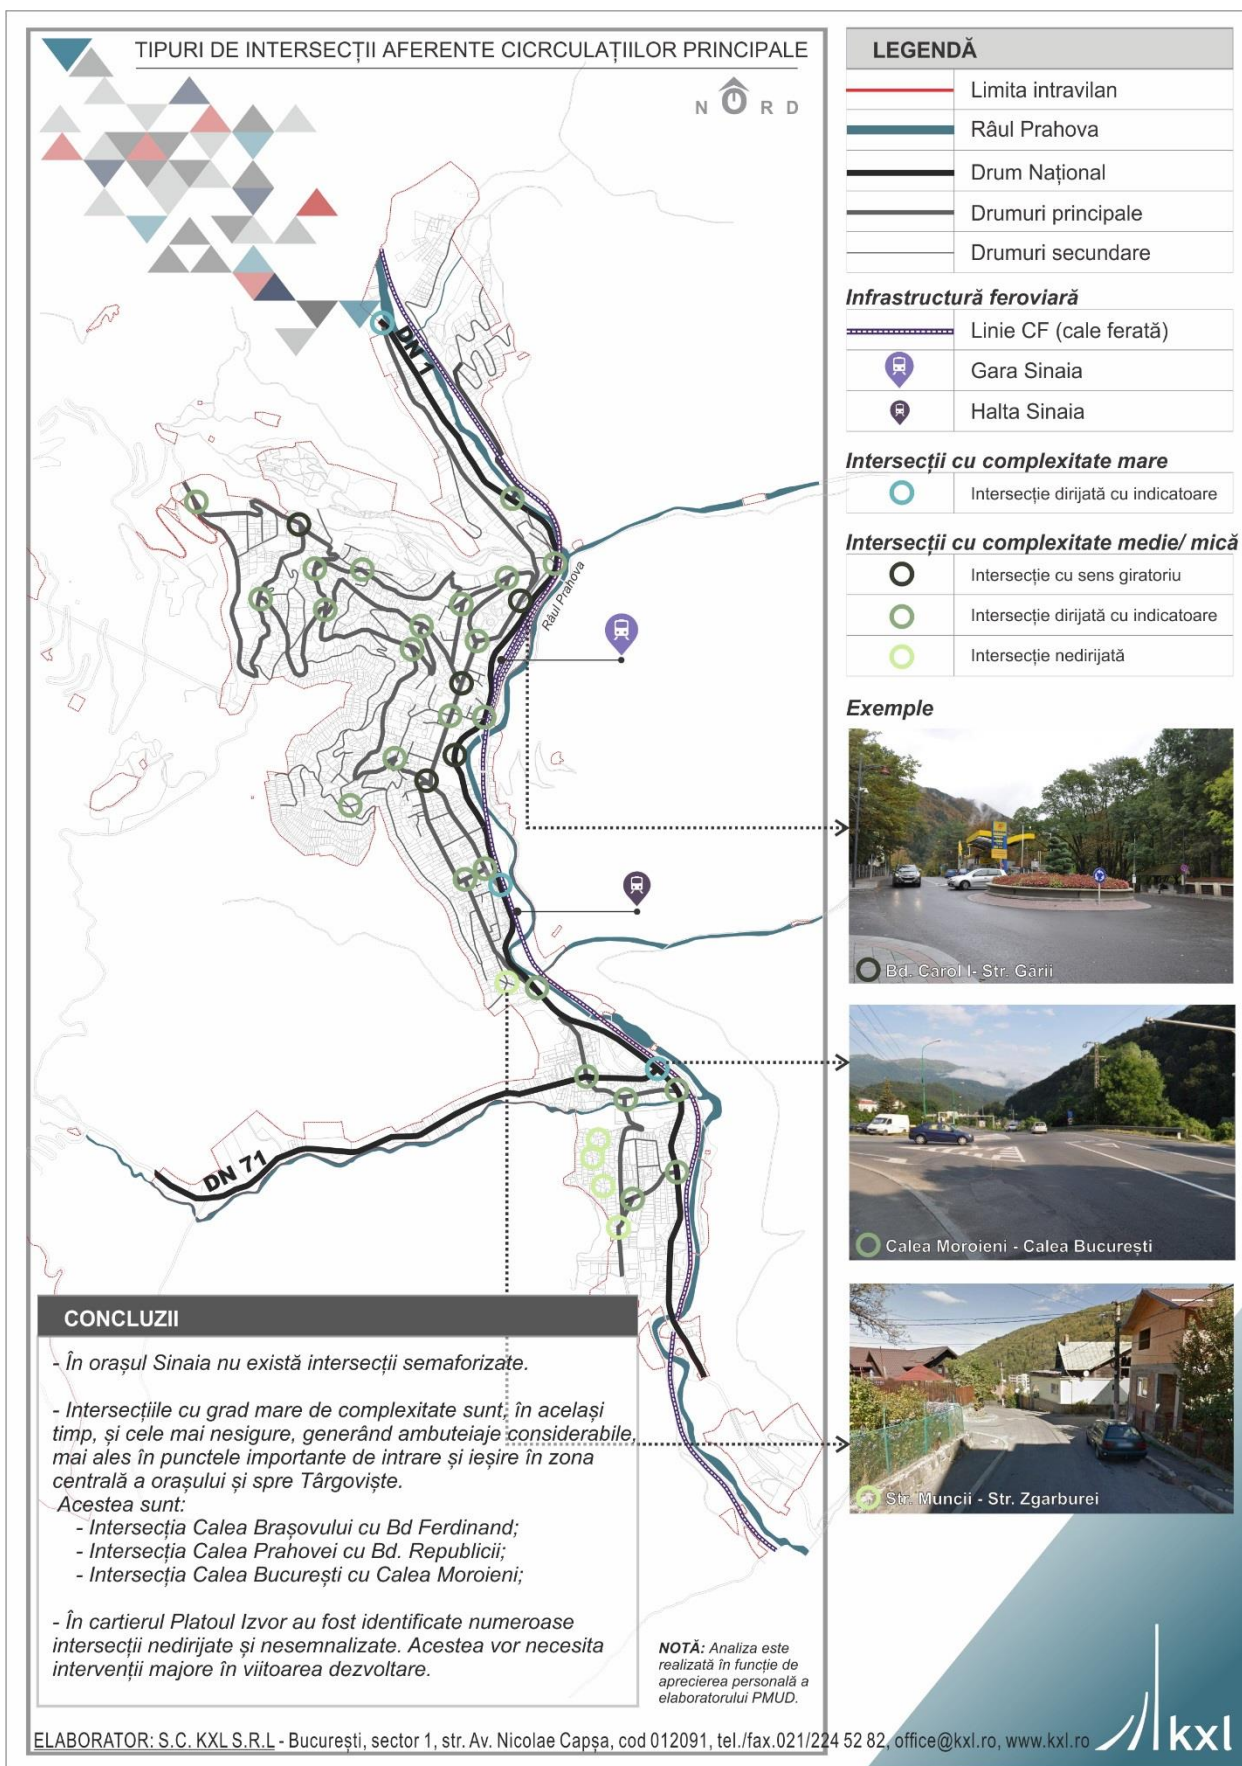 TIPURI DE INTERSECȚII AFERENTE CICRCULAȚIILOR PRINCIPALE
NORD
DN 1
Râul Prahova
DN 71
LEGENDĂ
Limita intravilan
Râul Prahova
Drum Național
Drumuri principale
Drumuri secundare
Infrastructură feroviară
Linie CF (cale ferată)
Gara Sinaia
Halta Sinaia
Intersecții cu complexitate mare
Intersecție dirijată cu indicatoare
Intersecții cu complexitate medie/ mică
Intersecție cu sens giratoriu
Intersecție dirijată cu indicatoare
Intersecție nedirijată
Exemple
Bd. Carol I- Str. Gării
Calea Moroieni - Calea București
Str. Muncii - Str. Zgarburei
CONCLUZII
- În orașul Sinaia nu există intersecții semaforizate.
- Intersecțiile cu grad mare de complexitate sunt, în același
timp, și cele mai nesigure, generând ambuteiaje considerabile,
mai ales în punctele importante de intrare și ieșire în zona
centrală a orașului și spre Târgoviște.
Acestea sunt:
- Intersecția Calea Brașovului cu Bd Ferdinand;
- Intersecția Calea Prahovei cu Bd. Republicii;
- Intersecția Calea București cu Calea Moroieni;
- În cartierul Platoul Izvor au fost identificate numeroase
intersecții nedirijate și nesemnalizate. Acestea vor necesita
intervenții majore în viitoarea dezvoltare.
NOTĂ: Analiza este
realizată în funcție de
aprecierea personală a
elaboratorului PMUD.
ELABORATOR: S.C. KXL S.R.L - București, sector 1, str. Av. Nicolae Capșa, cod 012091, tel./fax.021/224 52 82, office@kxl.ro, www.kxl.ro
kxl